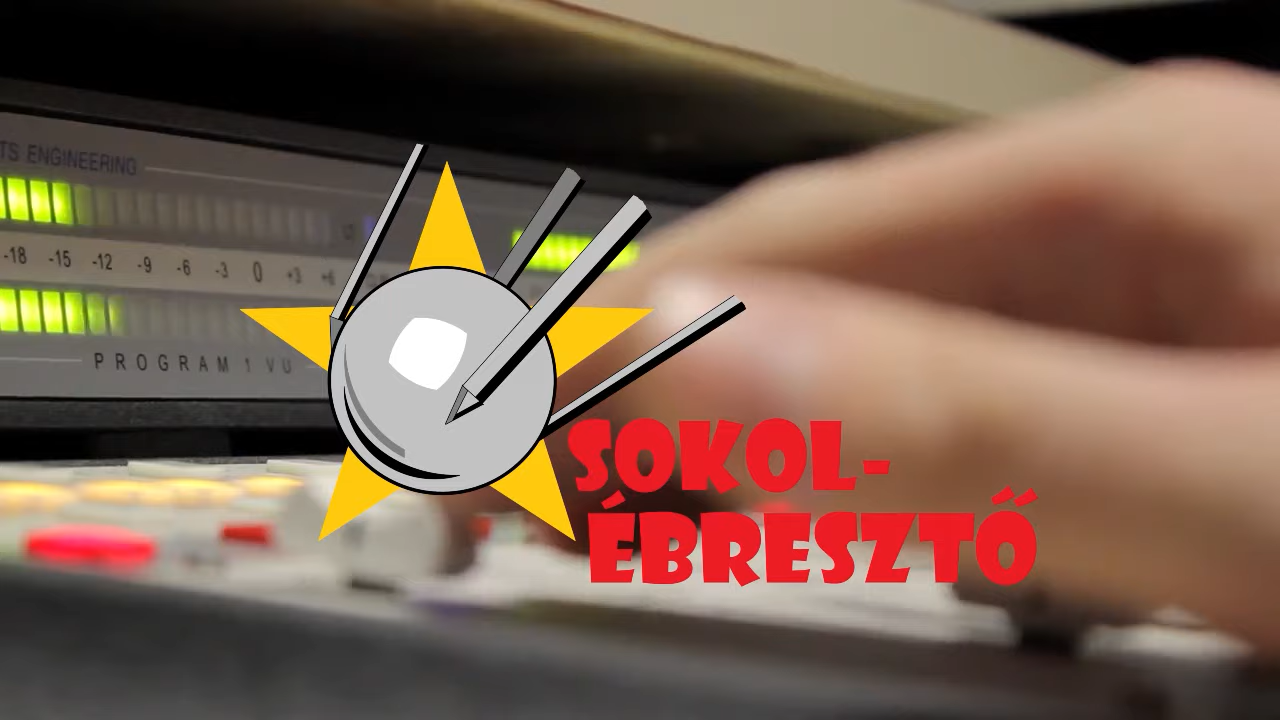 TS ENGINEERING
-18 -15 -12 -9 -6 -3 0 +3 +6
PROGRAM 1 VU
SOKOL-
ÉBRESZTŐ